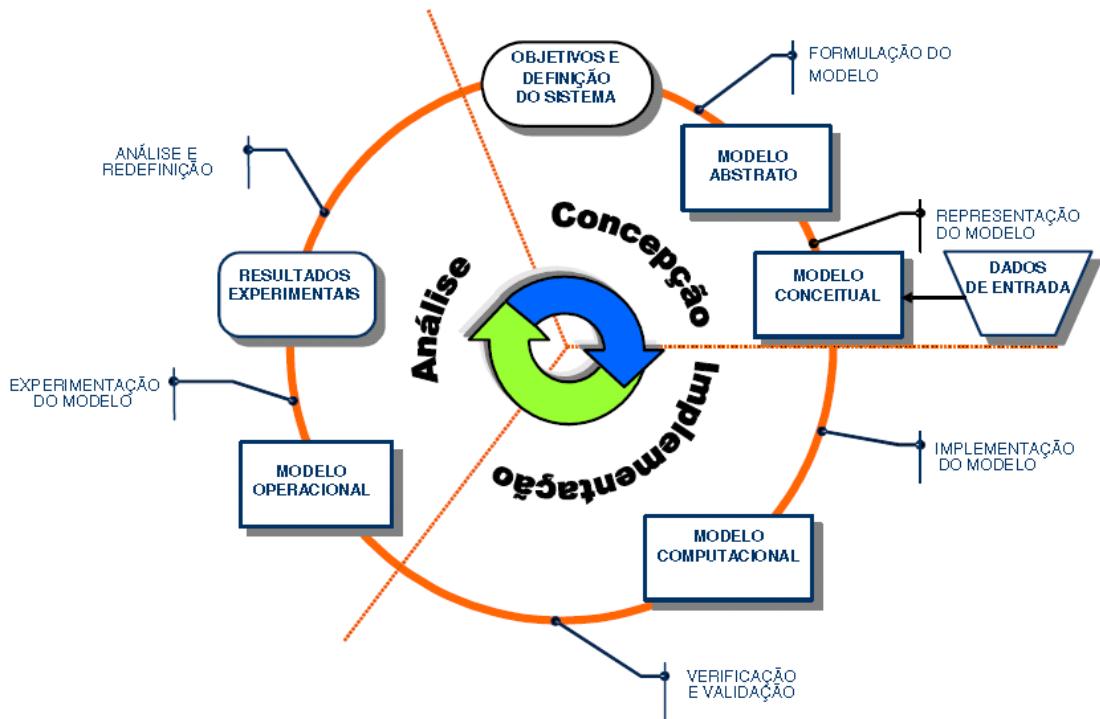 OBJETIVOS E
DEFINIÇÃO
DO SISTEMA
FORMULAÇÃO DO
MODELO
MODELO
ABSTRATO
REPRESENTAÇÃO
DO MODELO
MODELO
CONCEITUAL
DADOS
DE ENTRADA
IMPLEMENTAÇÃO
DO MODELO
MODELO
COMPUTACIONAL
VERIFICAÇÃO
E VALIDAÇÃO
MODELO
OPERACIONAL
EXPERIMENTAÇÃO
DO MODELO
RESULTADOS
EXPERIMENTAIS
ANÁLISE E
REDEFINIÇÃO
Concepção
Implementação
Análise